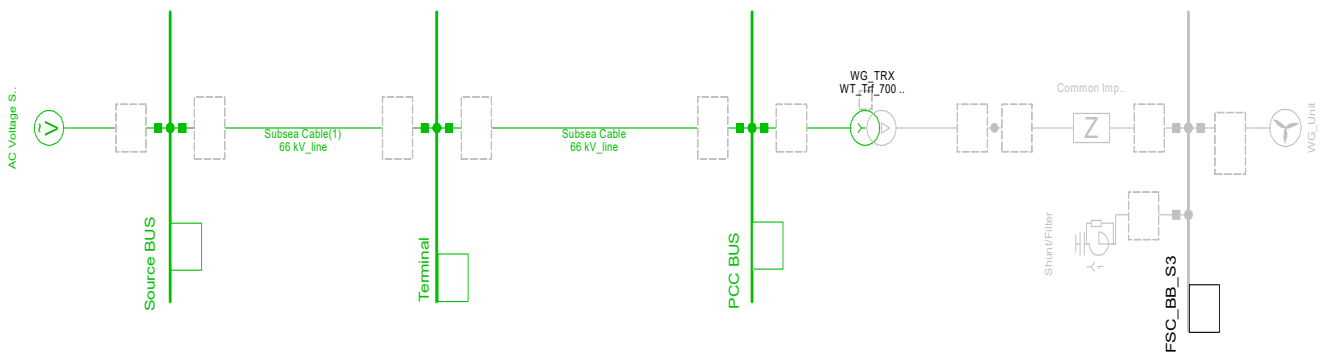 AC Voltage S..
Source BUS
Subsea Cable(1)
66 kV_line
Terminal
Subsea Cable
66 kV_line
PCC BUS
WG_TRX
WT_Trf_700 ..
Common Imp..
Z
Shunt/Filter
FSC_BB_S3
WG_Unit